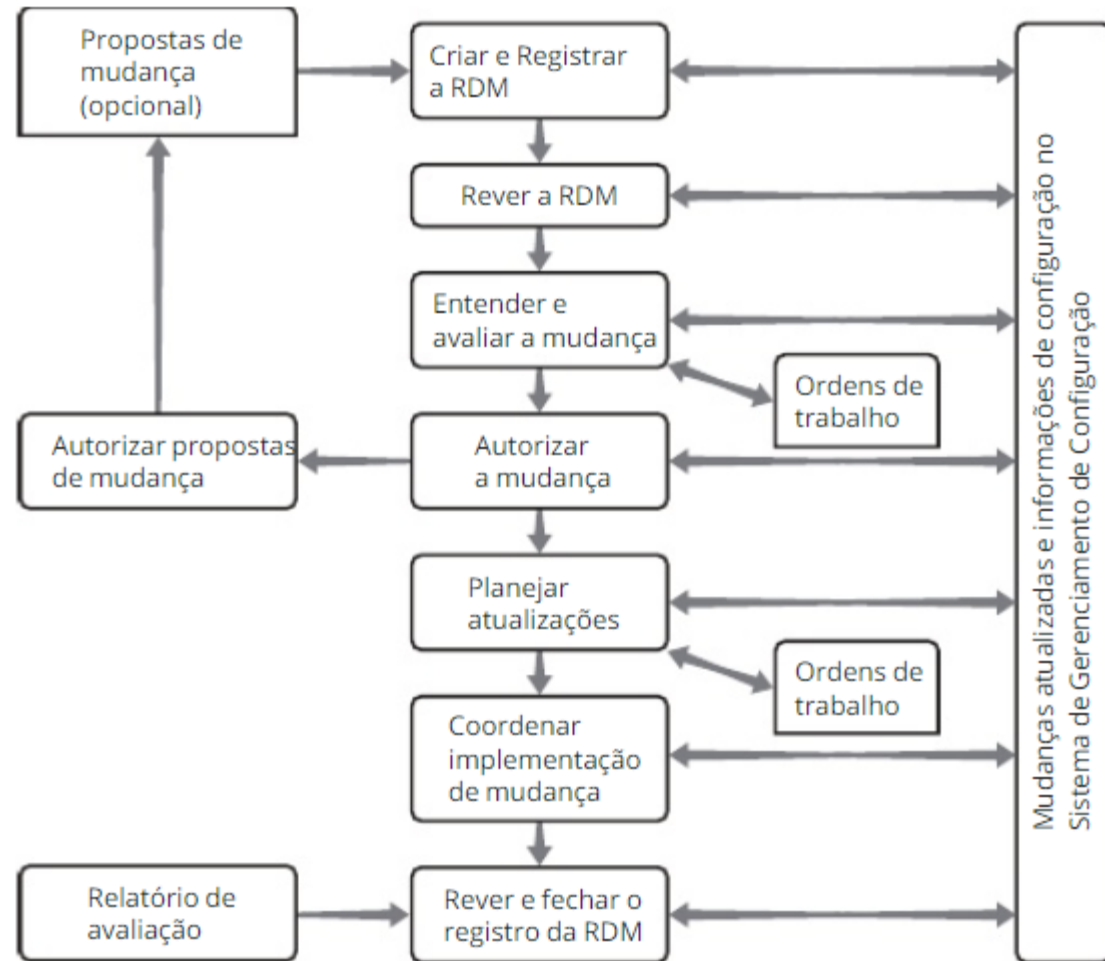 Propostas de
mudança
(opcional)
Criar e Registrar
a RDM
Rever a RDM
Entender e
avaliar a mudança
Ordens de
trabalho
Autorizar propostas
de mudança
Autorizar
a mudança
Planejar
atualizações
Ordens de
trabalho
Coordenar
implementação
de mudança
Relatório de
avaliação
Rever e fechar o
registro da RDM
Mudanças atualizadas e informações de configuração no
Sistema de Gerenciamento de Configuração